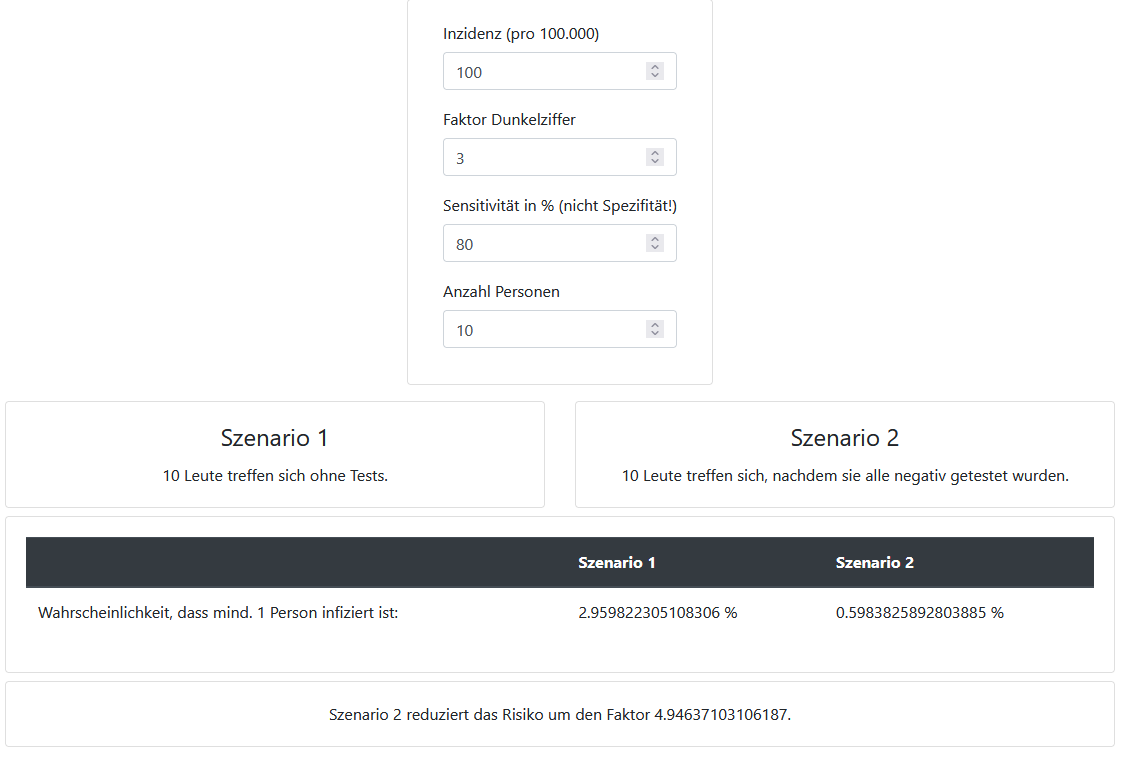 Inzidenz (pro 100.000)
100
Faktor Dunkelziffer
3
Sensitivität in % (nicht Spezifität!)
80
Anzahl Personen
10
Szenario 1
10 Leute treffen sich ohne Tests.
Szenario 2
10 Leute treffen sich, nachdem sie alle negativ getestet wurden.
Szenario 1 Szenario 2
Wahrscheinlichkeit, dass mind. 1 Person infiziert ist: 2.959822305108306 % 0.5983825892803885 %
Szenario 2 reduziert das Risiko um den Faktor 4.94637103106187.